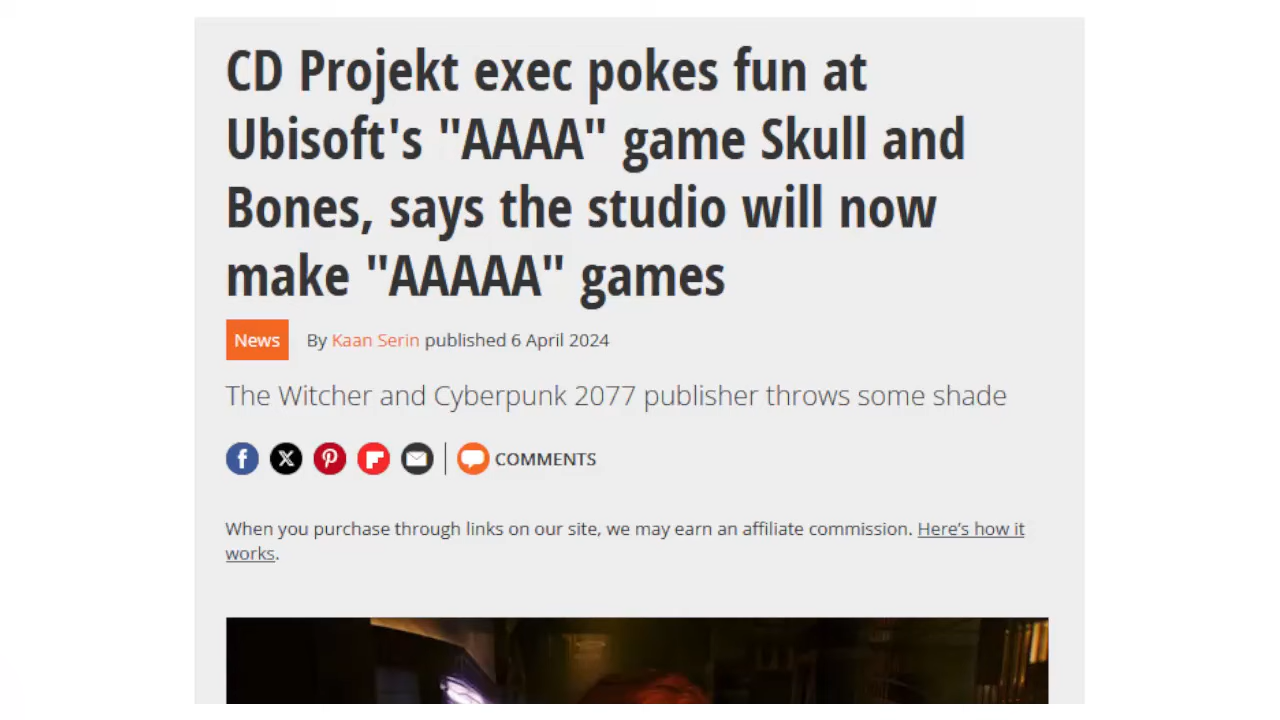 CD Projekt exec pokes fun at
Ubisoft's "AAAA" game Skull and
Bones, says the studio will now
make "AAAAA" games
News By Kaan Serin published 6 April 2024
The Witcher and Cyberpunk 2077 publisher throws some shade
COMMENTS
When you purchase through links on our site, we may earn an affiliate commission. Here’s how it
works.